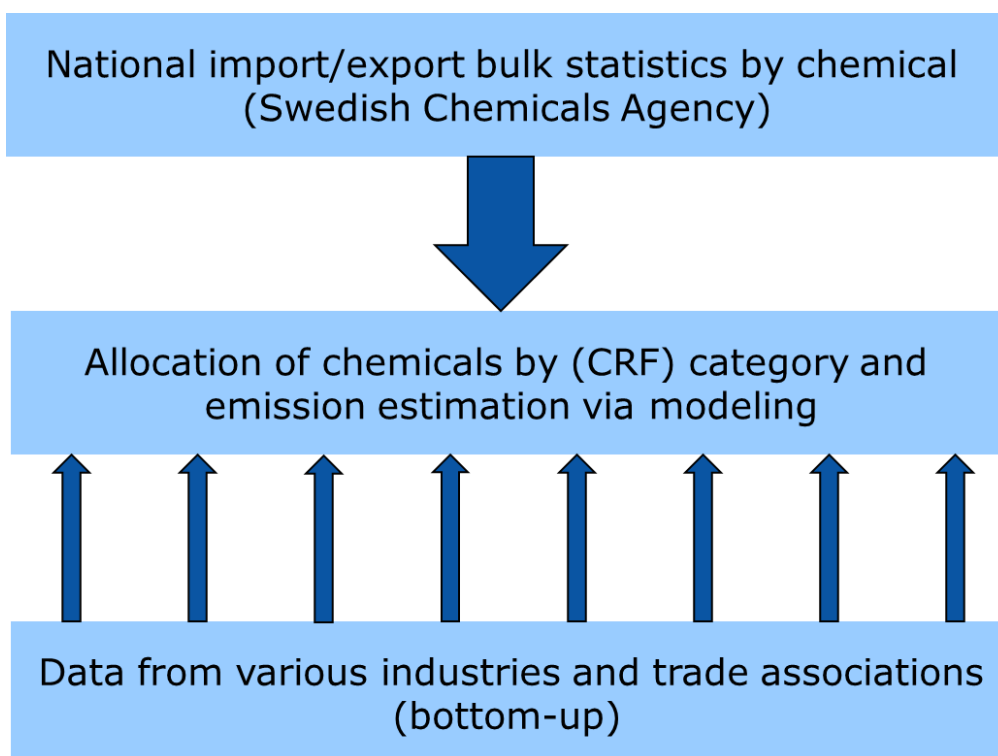 National import/export bulk statistics by chemical
(Swedish Chemicals Agency)
Allocation of chemicals by (CRF) category and
emission estimation via modeling
Data from various industries and trade associations
(bottom-up)